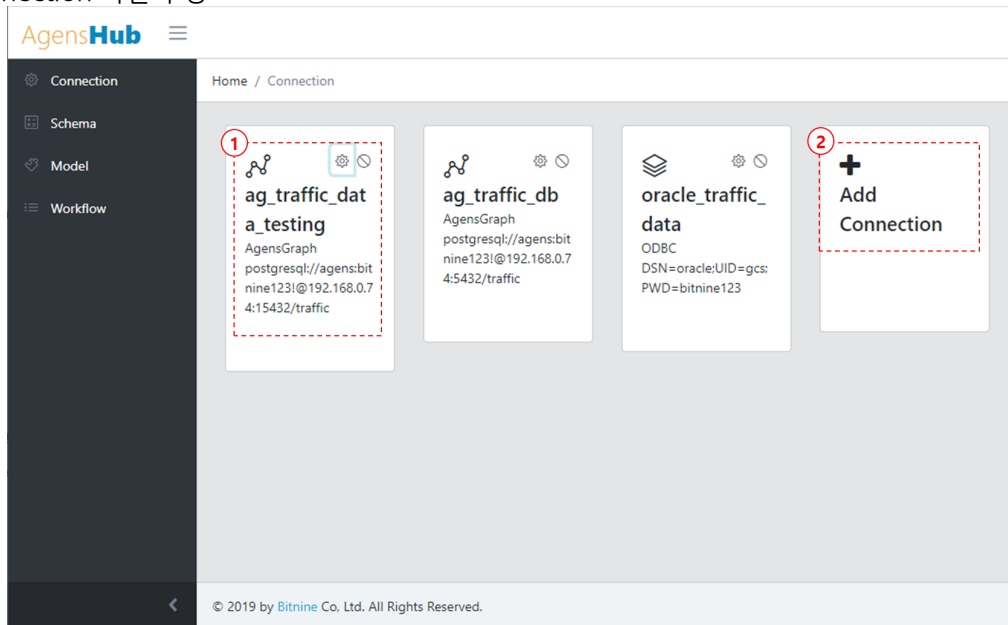 AgensHub
Connection
Schema
Model
Workflow
Home / Connection
1
ag_traffic_dat
a_testing
AgensGraph
postgresql://agens:bit
nine123!@192.168.0.7
4:15432/traffic
ag_traffic_db
AgensGraph
postgresql://agens:bit
nine123!@192.168.0.7
4:5432/traffic
oracle_traffic_
data
ODBC
DSN=oracle;UID=gcs;
PWD=bitnine123
2
Add
Connection
© 2019 by Bitnine Co, Ltd. All Rights Reserved.